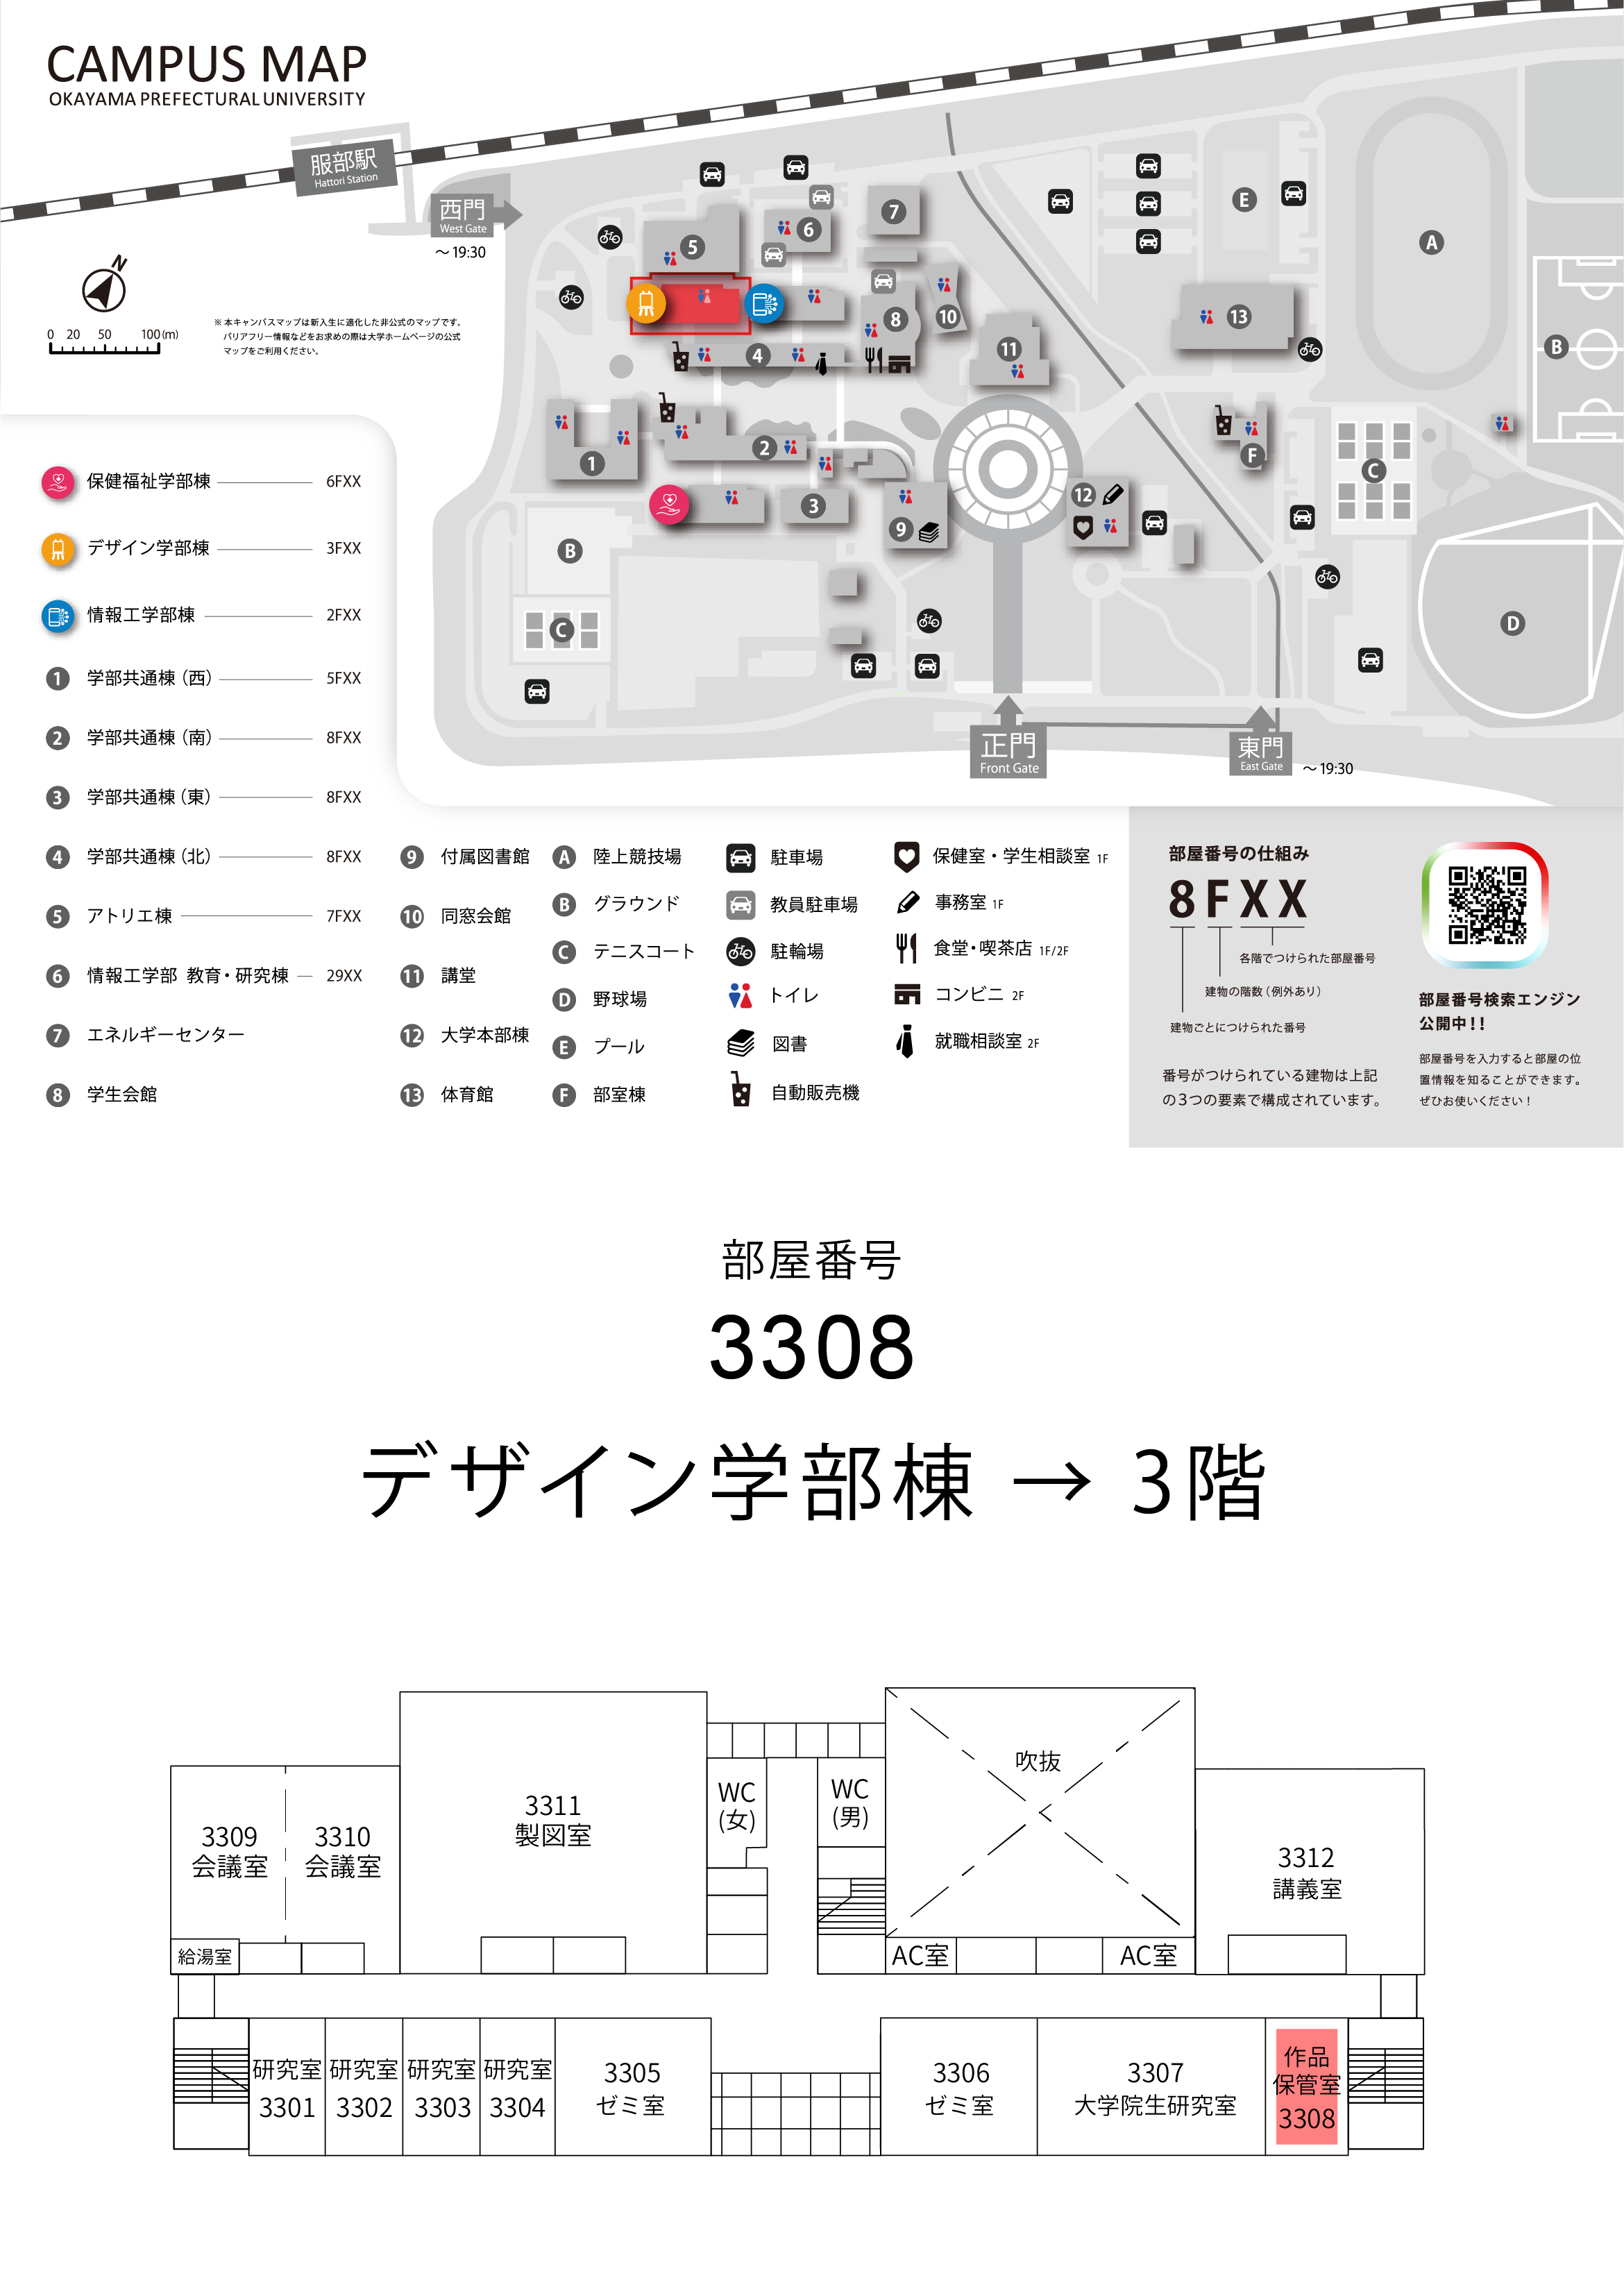 CAMPUS MAP
OKAYAMA PREFECTURAL UNIVERSITY
服部駅
Hattori Station
西門
West Gate
～19:30
N
0 20 50 100(m)
※本キャンパスマップは新入生に適化した非公式のマップです。
バリアフリー情報などをお求めの際は大学ホームページの公式
マップをご利用ください。
7
6
5
E
A
8
10
13
11
4
B
2
1
F
C
12
3
9
B
C
D
正門
Front Gate
東門
East Gate
～19:30
保健福祉学部棟 6FXX
デザイン学部棟 3FXX
情報工学部棟 2FXX
1 学部共通棟（西） 5FXX
2 学部共通棟（南） 8FXX
3 学部共通棟（東） 8FXX
4 学部共通棟（北） 8FXX
5 アトリエ棟 7FXX
6 情報工学部 教育・研究棟 29XX
7 エネルギーセンター
8 学生会館
9 付属図書館
10 同窓会館
11 講堂
12 大学本部棟
13 体育館
A 陸上競技場
B グラウンド
C テニスコート
D 野球場
E プール
F 部室棟
駐車場
教員駐車場
駐輪場
トイレ
図書
自動販売機
保健室・学生相談室 1F
事務室 1F
食堂・喫茶店 1F/2F
コンビニ 2F
就職相談室 2F
部屋番号の仕組み
8FXX
各階でつけられた部屋番号
建物の階数（例外あり）
建物ごとにつけられた番号
番号がつけられている建物は上記
の3つの要素で構成されています。
部屋番号検索エンジン
公開中！！
部屋番号を入力すると部屋の位
置情報を知ることができます。
ぜひお使いください！
部屋番号
3308
デザイン学部棟 → 3階
3309
会議室
3310
会議室
給湯室
3311
製図室
WC
(女)
WC
(男)
吹抜
AC室
AC室
3312
講義室
研究室
3301
研究室
3302
研究室
3303
研究室
3304
3305
ゼミ室
3306
ゼミ室
3307
大学院生研究室
作品
保管室
3308